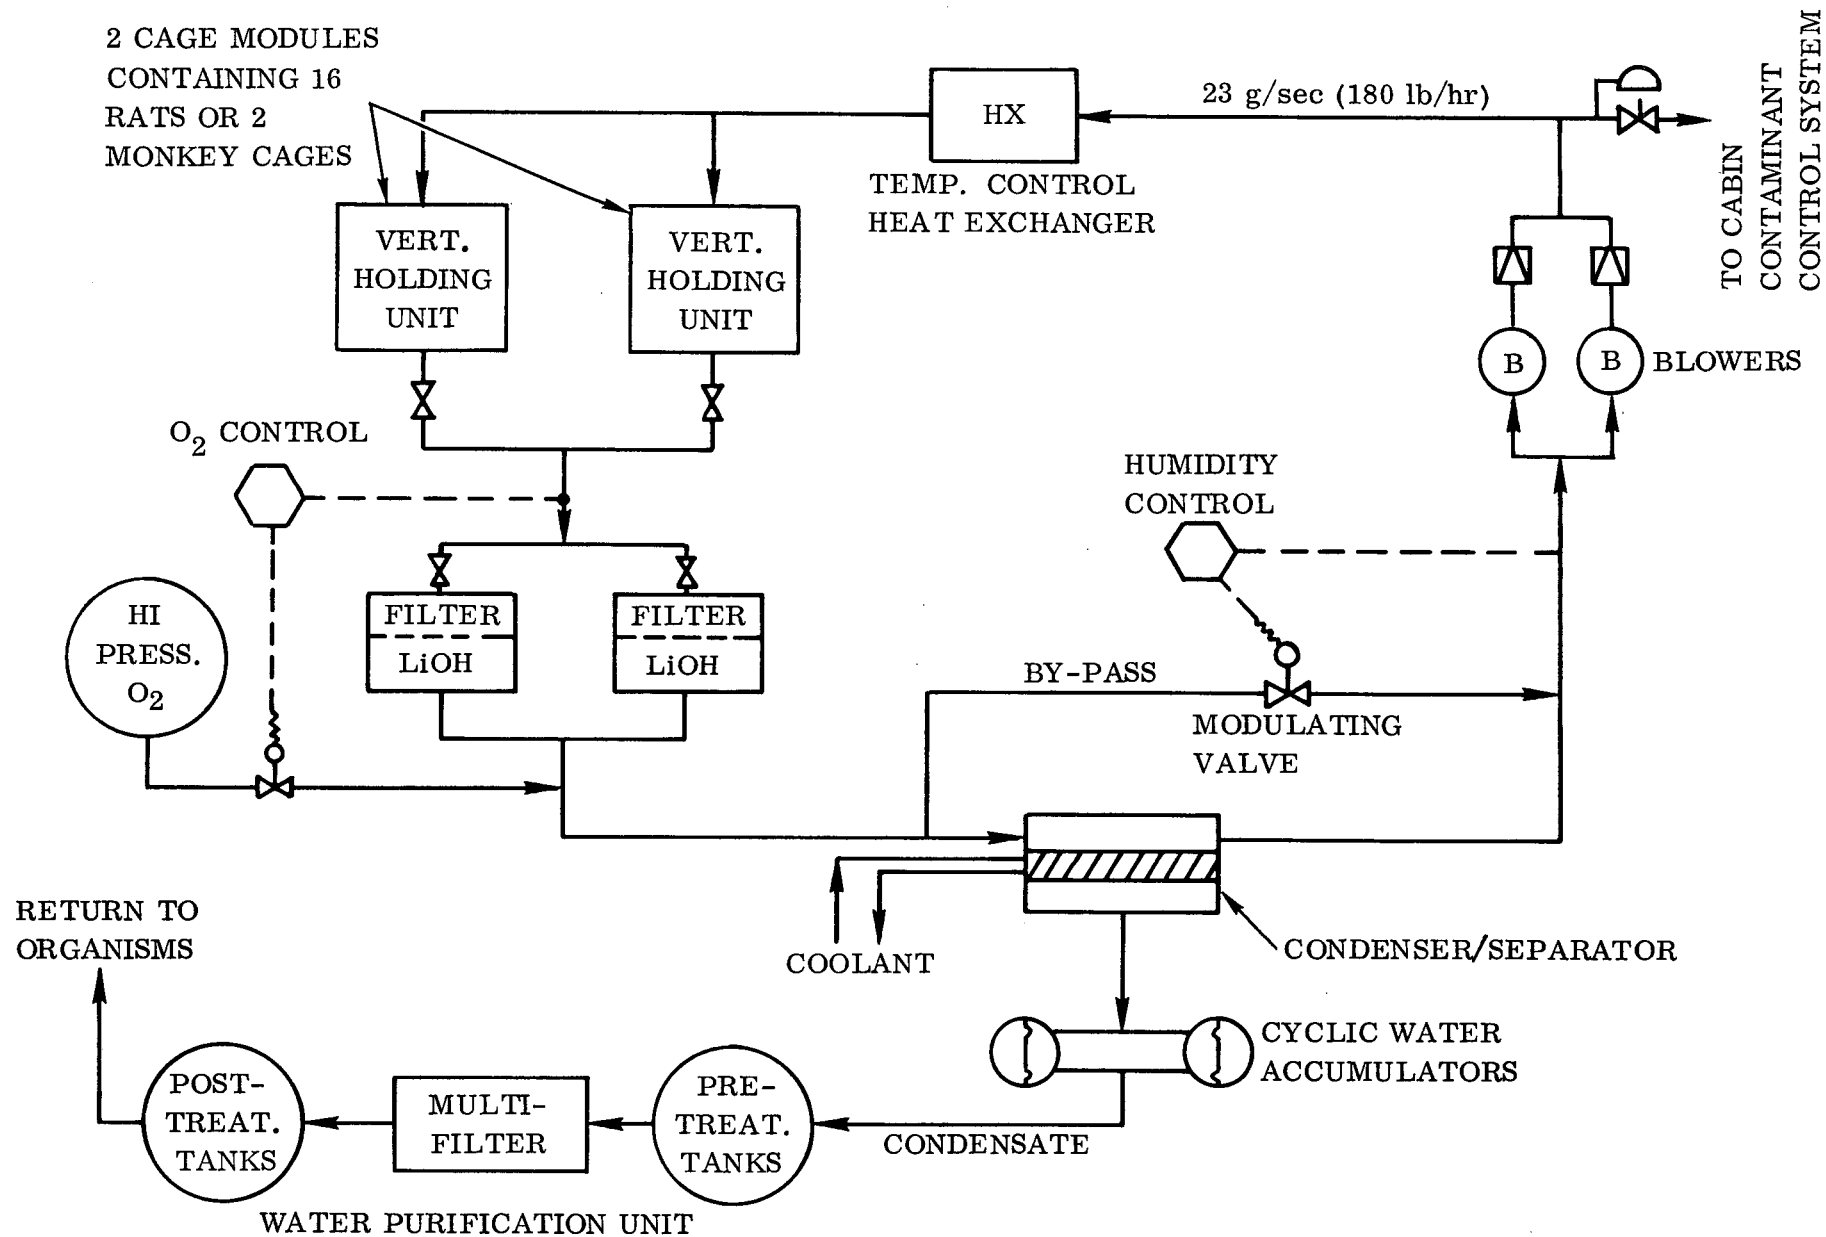 2 CAGE MODULES
CONTAINING 16
RATS OR 2
MONKEY CAGES
HX
TEMP. CONTROL
HEAT EXCHANGER
23 g/sec (180 lb/hr)
TO CABIN
CONTAMINANT
CONTROL SYSTEM
VERT.
HOLDING
UNIT
VERT.
HOLDING
UNIT
B
B
BLOWERS
O2 CONTROL
HUMIDITY
CONTROL
HI
PRESS.
O2
FILTER
LiOH
FILTER
LiOH
BY-PASS
MODULATING
VALVE
COOLANT
CONDENSER/SEPARATOR
RETURN TO
ORGANISMS
CYCLIC WATER
ACCUMULATORS
POST-
TREAT.
TANKS
MULTI-
FILTER
PRE-
TREAT.
TANKS
CONDENSATE
WATER PURIFICATION UNIT